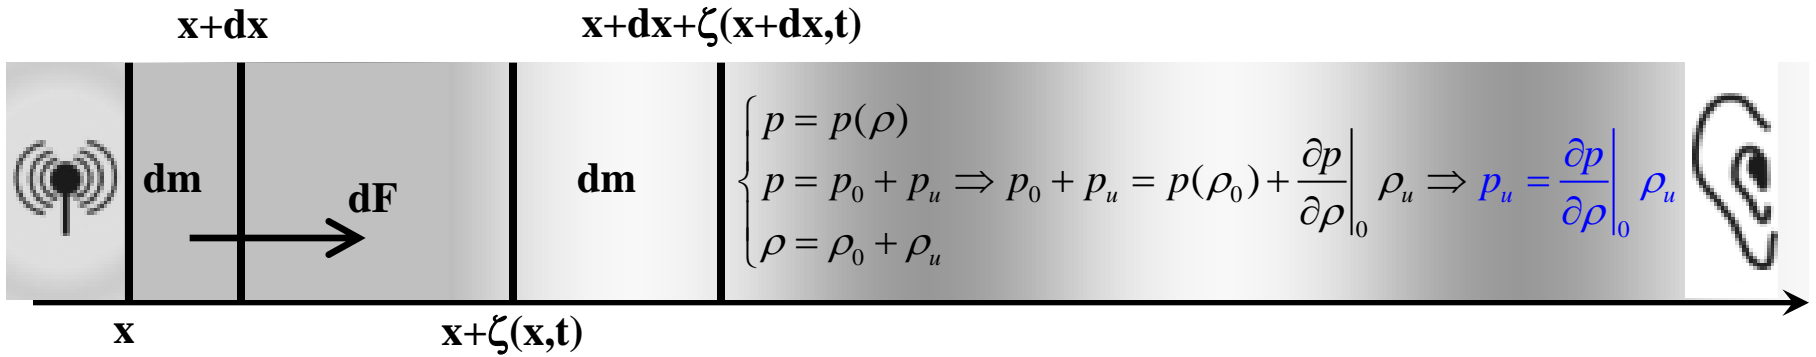 x+dx x+dx+ζ(x+dx,t)
p = p(ρ)
dm dF dm p = p₀ + pᵤ ⇒ p₀ + pᵤ = p(ρ₀) + ∂p/∂ρ|₀ ρᵤ ⇒ pᵤ = ∂p/∂ρ|₀ ρᵤ
ρ = ρ₀ + ρᵤ
x x+ζ(x,t)